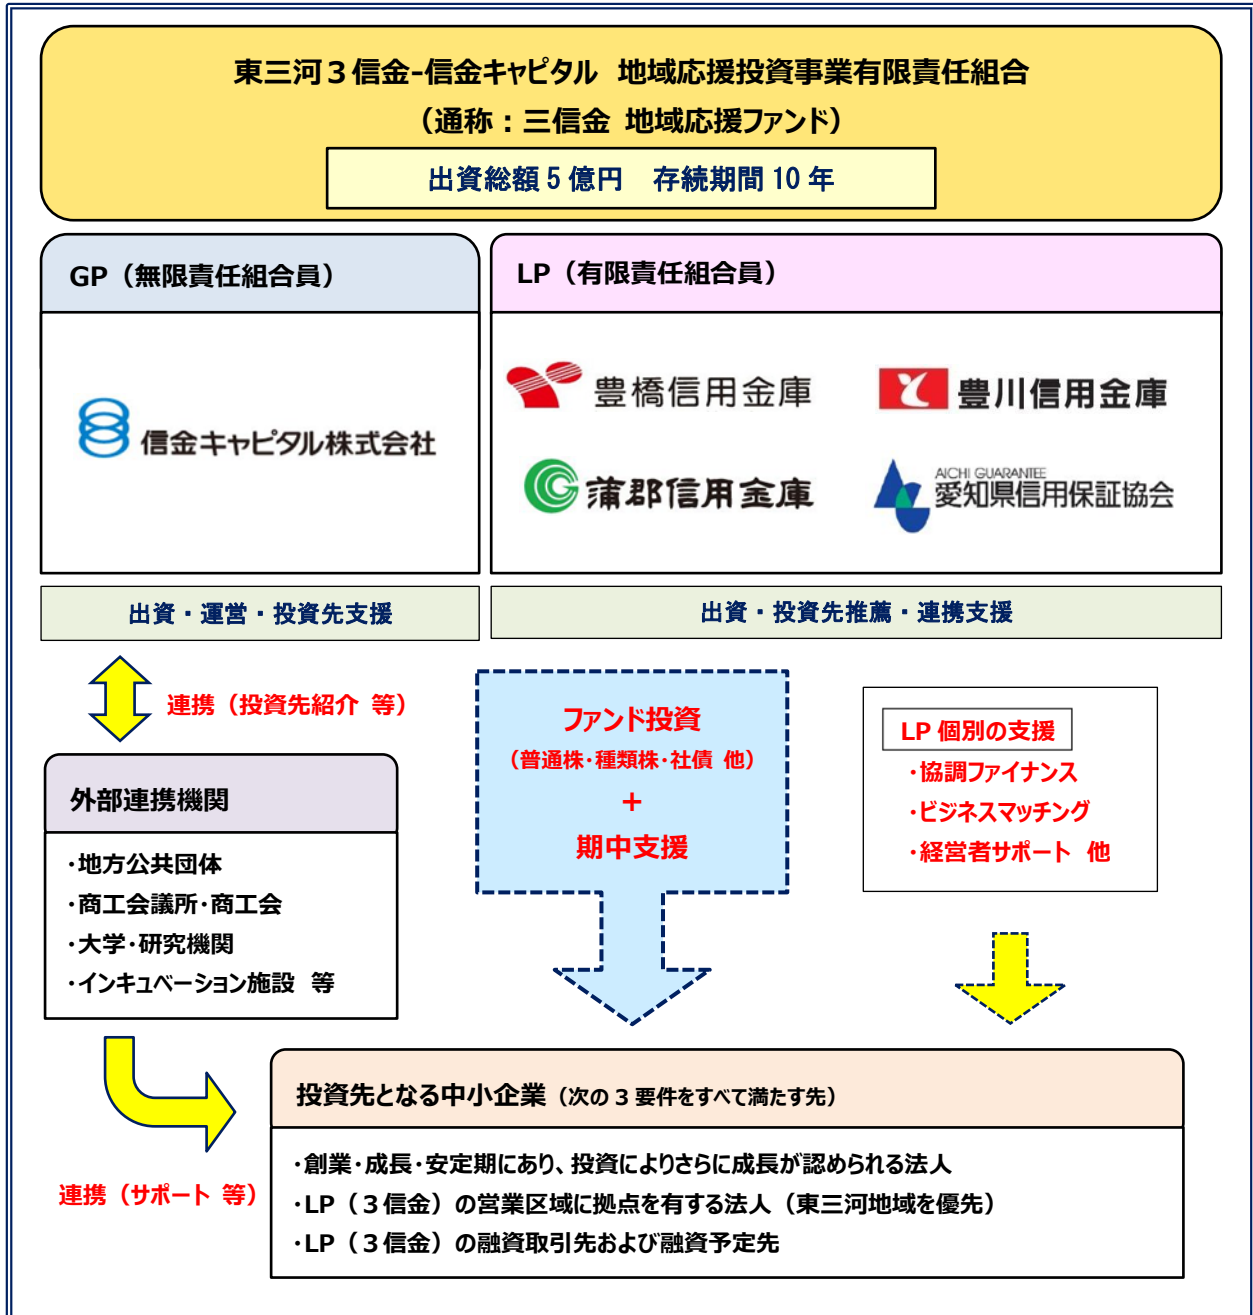 東三河3信金-信金キャピタル 地域応援投資事業有限責任組合
（通称：三信金 地域応援ファンド）
出資総額5億円 存続期間10年
GP（無限責任組合員）
信金キャピタル株式会社
出資・運営・投資先支援
LP（有限責任組合員）
豊橋信用金庫
豊川信用金庫
蒲郡信用金庫
AICHI GUARANTEE
愛知県信用保証協会
出資・投資先推薦・連携支援
連携（投資先紹介 等）
外部連携機関
・地方公共団体
・商工会議所・商工会
・大学・研究機関
・インキュベーション施設 等
ファンド投資
（普通株・種類株・社債 他）
+
期中支援
LP個別の支援
・協調ファイナンス
・ビジネスマッチング
・経営者サポート 他
連携（サポート 等）
投資先となる中小企業（次の3要件をすべて満たす先）
・創業・成長・安定期にあり、投資によりさらに成長が認められる法人
・LP（3信金）の営業区域に拠点を有する法人（東三河地域を優先）
・LP（3信金）の融資取引先および融資予定先